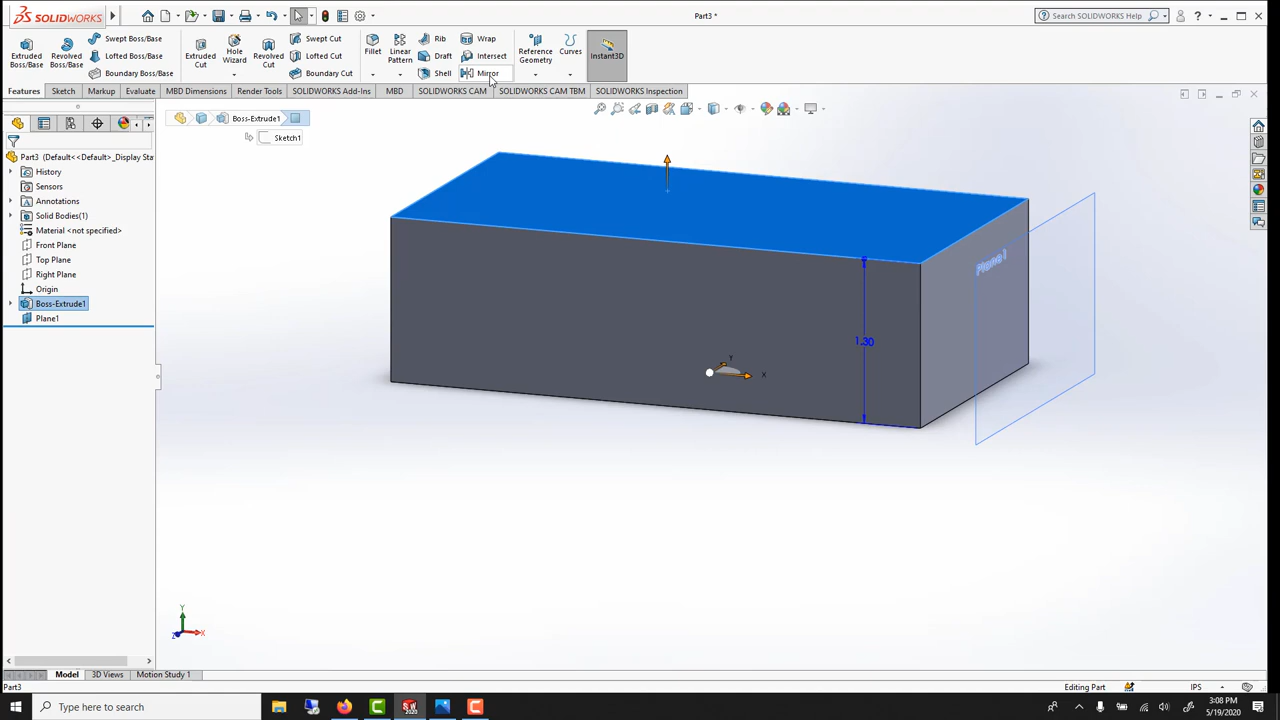 SOLIDWORKS
Part3 *
Search SOLIDWORKS Help
Extruded Boss/Base
Revolved Boss/Base
Swept Boss/Base
Lofted Boss/Base
Boundary Boss/Base
Extruded Cut
Hole Wizard
Revolved Cut
Swept Cut
Lofted Cut
Boundary Cut
Fillet
Linear Pattern
Rib
Draft
Shell
Wrap
Intersect
Mirror
Reference Geometry
Curves
Instant3D
Features
Sketch
Markup
Evaluate
MBD Dimensions
Render Tools
SOLIDWORKS Add-Ins
MBD
SOLIDWORKS CAM
SOLIDWORKS CAM TBM
SOLIDWORKS Inspection
Boss-Extrude1
Sketch1
Part3 (Default<<Default>_Display Sta
History
Sensors
Annotations
Solid Bodies(1)
Material <not specified>
Front Plane
Top Plane
Right Plane
Origin
Boss-Extrude1
Plane1
Plane1
1.30
Y
X
Y
Z
X
Model
3D Views
Motion Study 1
Part3
Editing Part
IPS
Type here to search
SW
2020
3:08 PM
5/19/2020